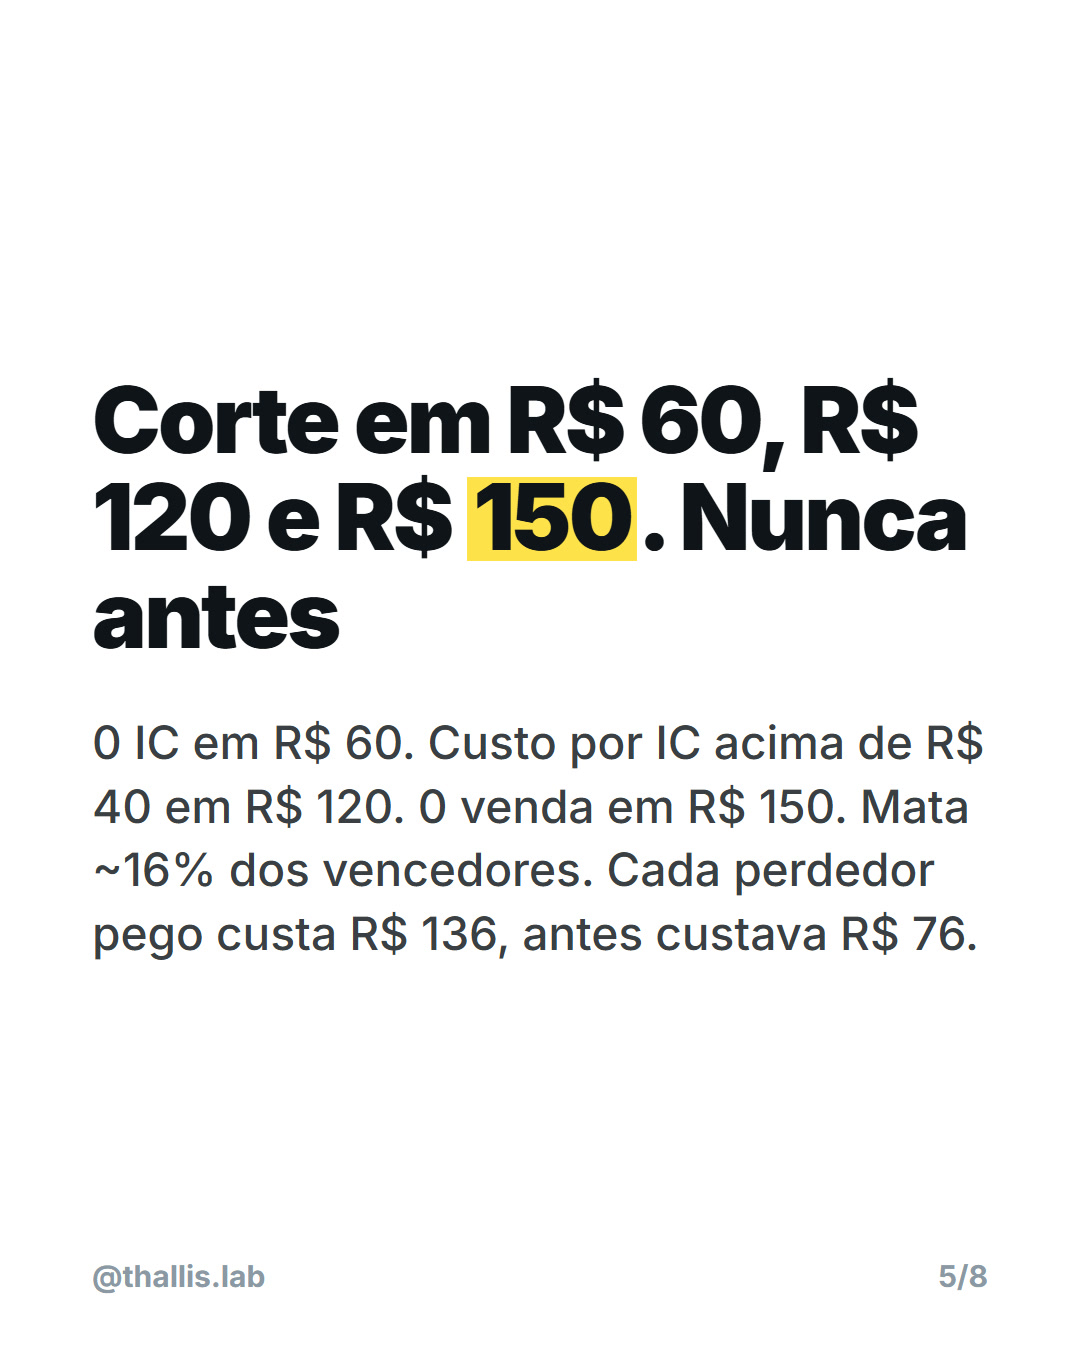 Corte em R$ 60, R$
120 e R$ 150. Nunca
antes
0 IC em R$ 60. Custo por IC acima de R$
40 em R$ 120. 0 venda em R$ 150. Mata
~16% dos vencedores. Cada perdedor
pego custa R$ 136, antes custava R$ 76.
@thallis.lab
5/8